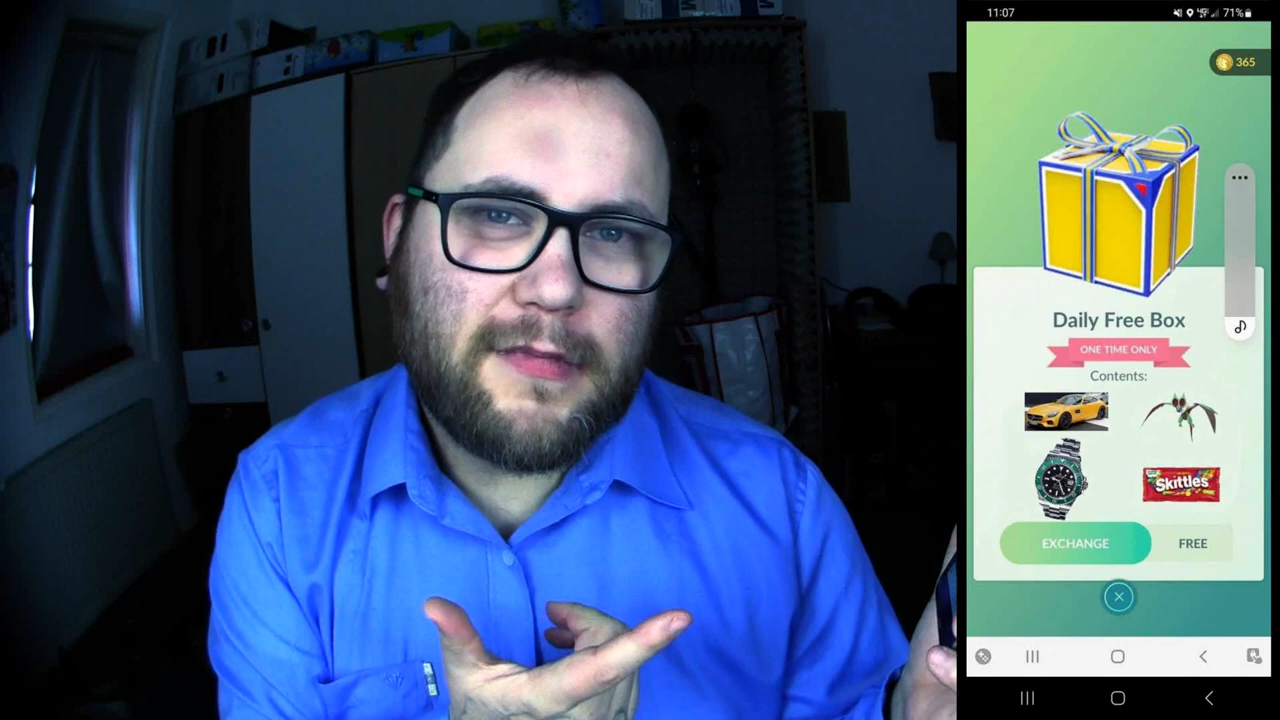 11:07
71%
365
Daily Free Box
ONE TIME ONLY
Contents:
Skittles
EXCHANGE
FREE